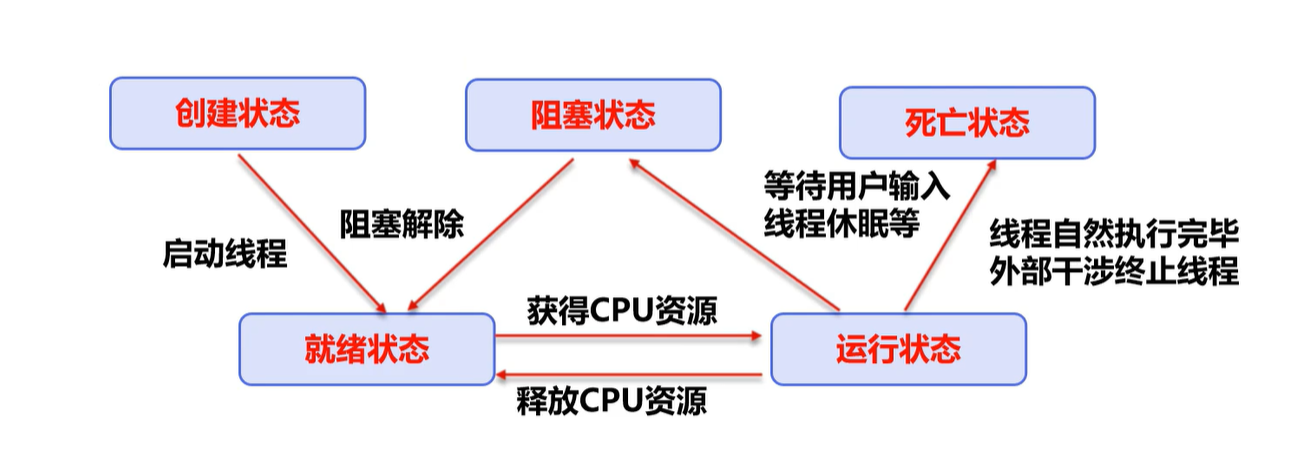 创建状态
阻塞状态
死亡状态
等待用户输入
线程休眠等
阻塞解除
启动线程
线程自然执行完毕
外部干涉终止线程
获得CPU资源
就绪状态
运行状态
释放CPU资源